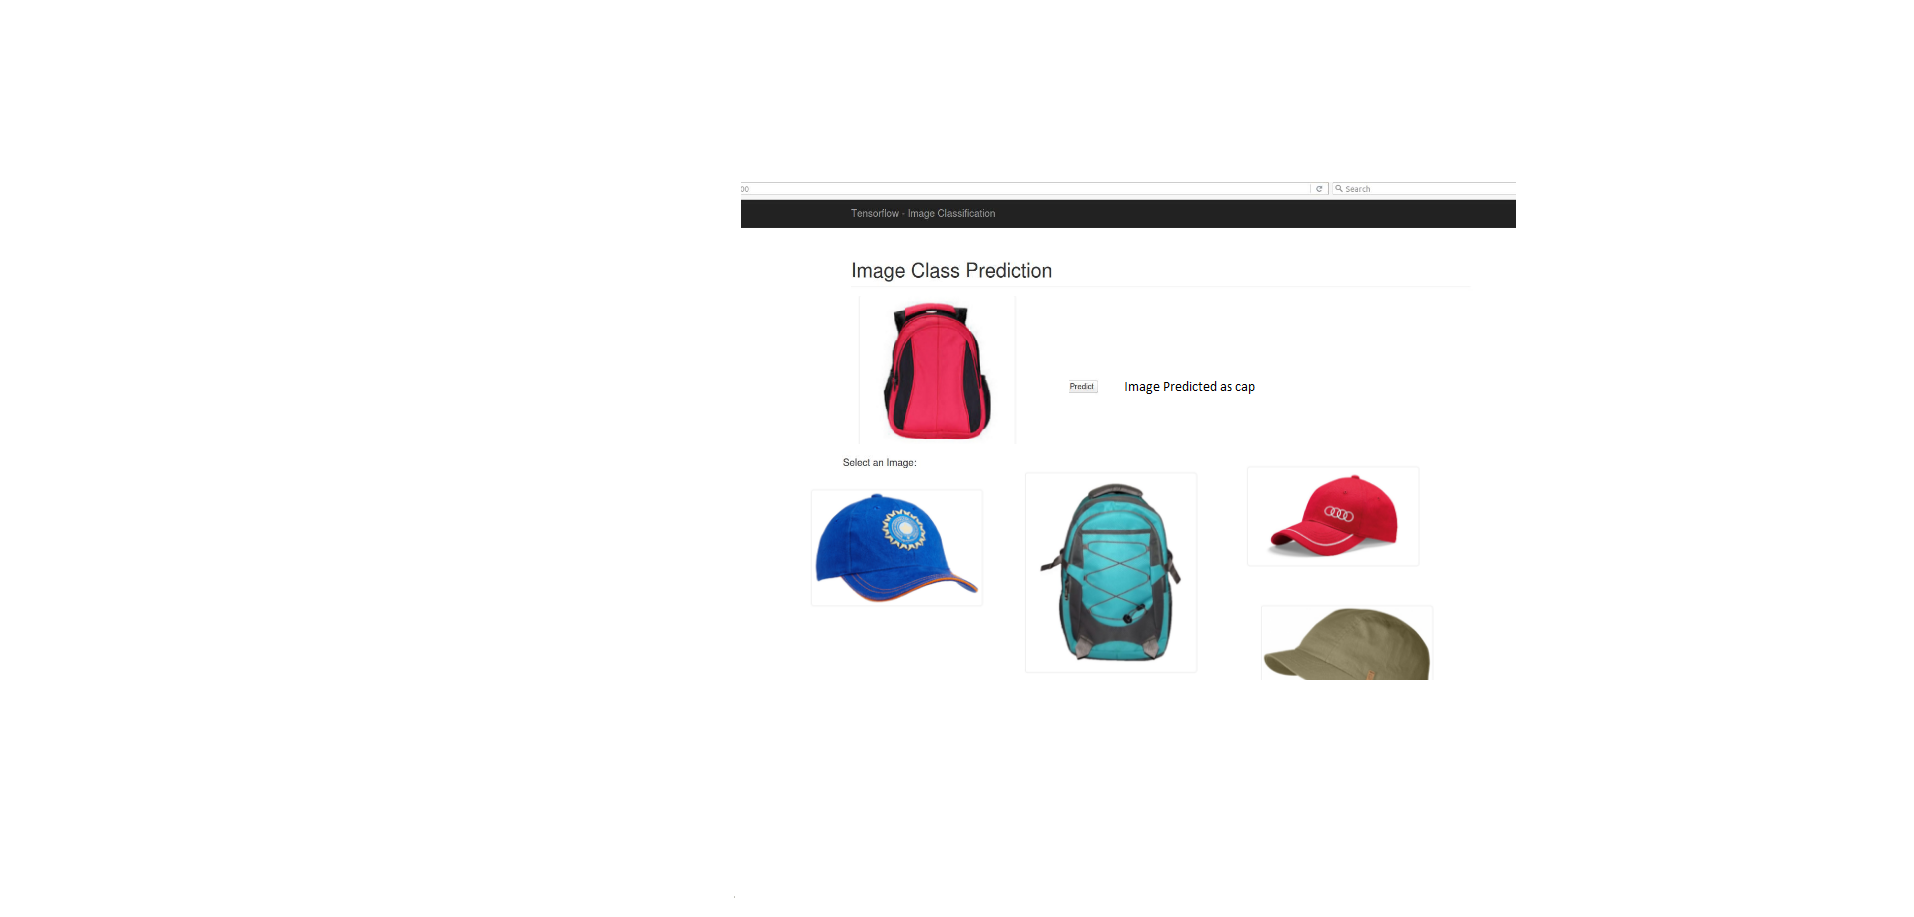 00
Search
Tensorflow - Image Classification
Image Class Prediction
Predict
Image Predicted as cap
Select an Image: